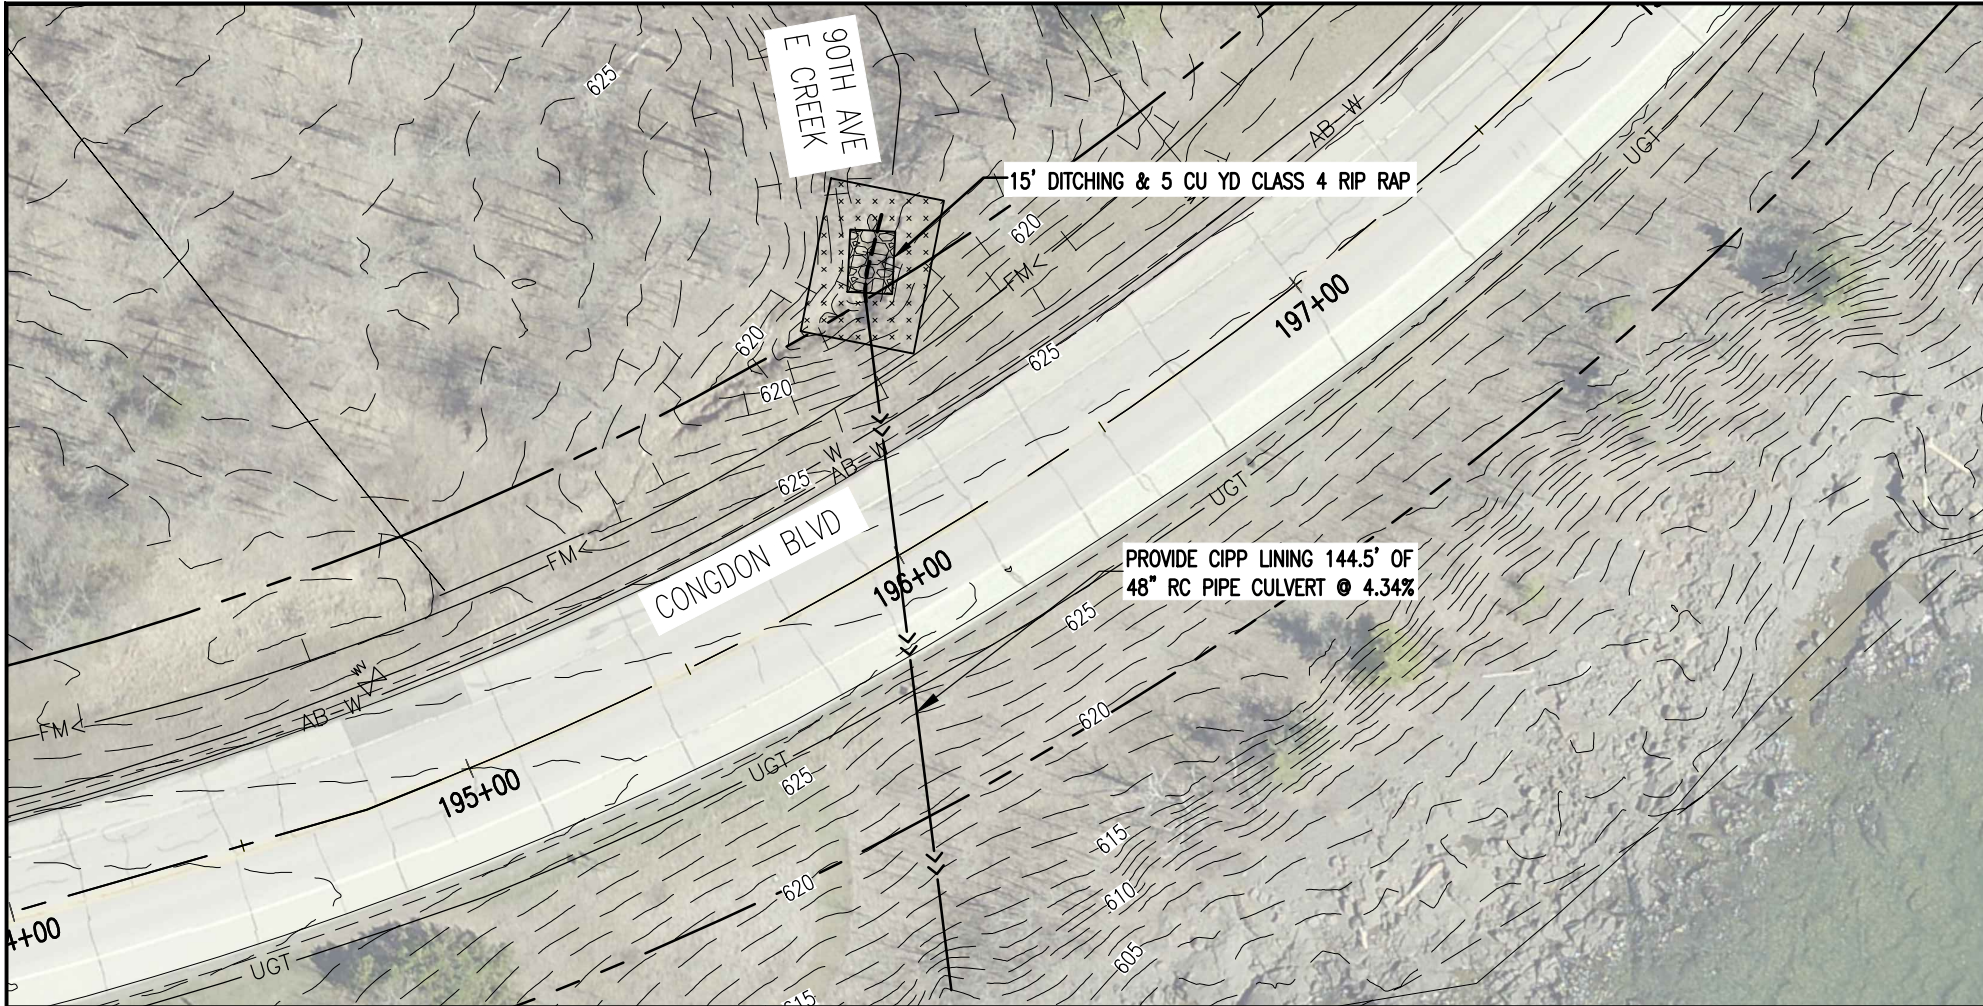 625
90TH AVE
E CREEK
AB-W
UGT
15' DITCHING & 5 CU YD CLASS 4 RIP RAP
620
FM<
197+00
620
625
620
W
AB-W
625
UGT
FM<
CONGDON BLVD
196+00
PROVIDE CIPP LINING 144.5' OF
48" RC PIPE CULVERT @ 4.34%
625
WV
AB-W
620
FM<
UGT
625
195+00
615
620
610
4+00
605
UGT
615